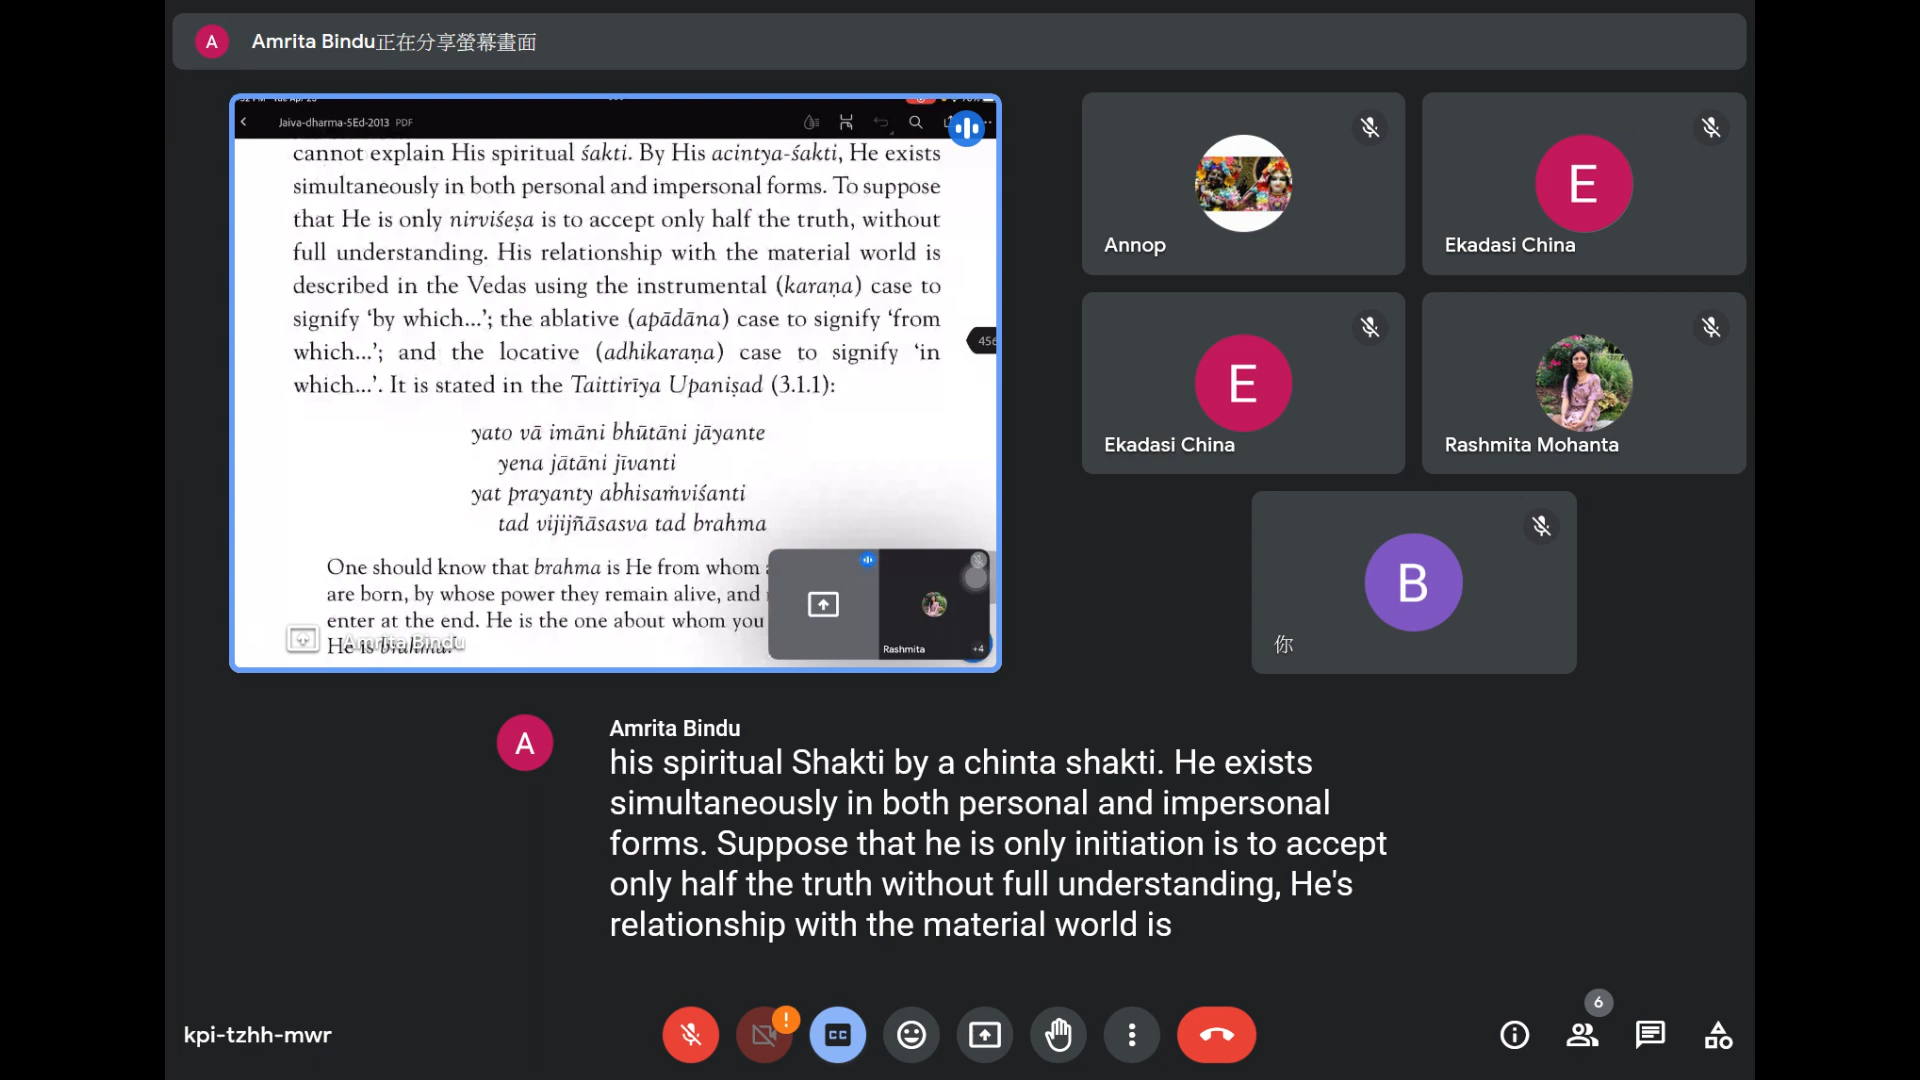 A
Amrita Bindu正在分享螢幕畫面
Jaiva-dharma-5Ed-2013 PDF
cannot explain His spiritual śakti. By His acintya-śakti, He exists
simultaneously in both personal and impersonal forms. To suppose
that He is only nirviśeṣa is to accept only half the truth, without
full understanding. His relationship with the material world is
described in the Vedas using the instrumental (karaṇa) case to
signify ‘by which...’; the ablative (apādāna) case to signify ‘from
which...’; and the locative (adhikaraṇa) case to signify ‘in
which...’. It is stated in the Taittirīya Upaniṣad (3.1.1):
yato vā imāni bhūtāni jāyante
yena jātāni jīvanti
yat prayanty abhisaṁviśanti
tad vijijñāsasva tad brahma
One should know that brahma is He from whom
are born, by whose power they remain alive, and
enter at the end. He is the one about whom you
He is brahma.
Amrita Bindu
Rashmita
+4
Annop
E
Ekadasi China
E
Ekadasi China
Rashmita Mohanta
B
你
A
Amrita Bindu
his spiritual Shakti by a chinta shakti. He exists
simultaneously in both personal and impersonal
forms. Suppose that he is only initiation is to accept
only half the truth without full understanding, He's
relationship with the material world is
kpi-tzhh-mwr
!
CC
6